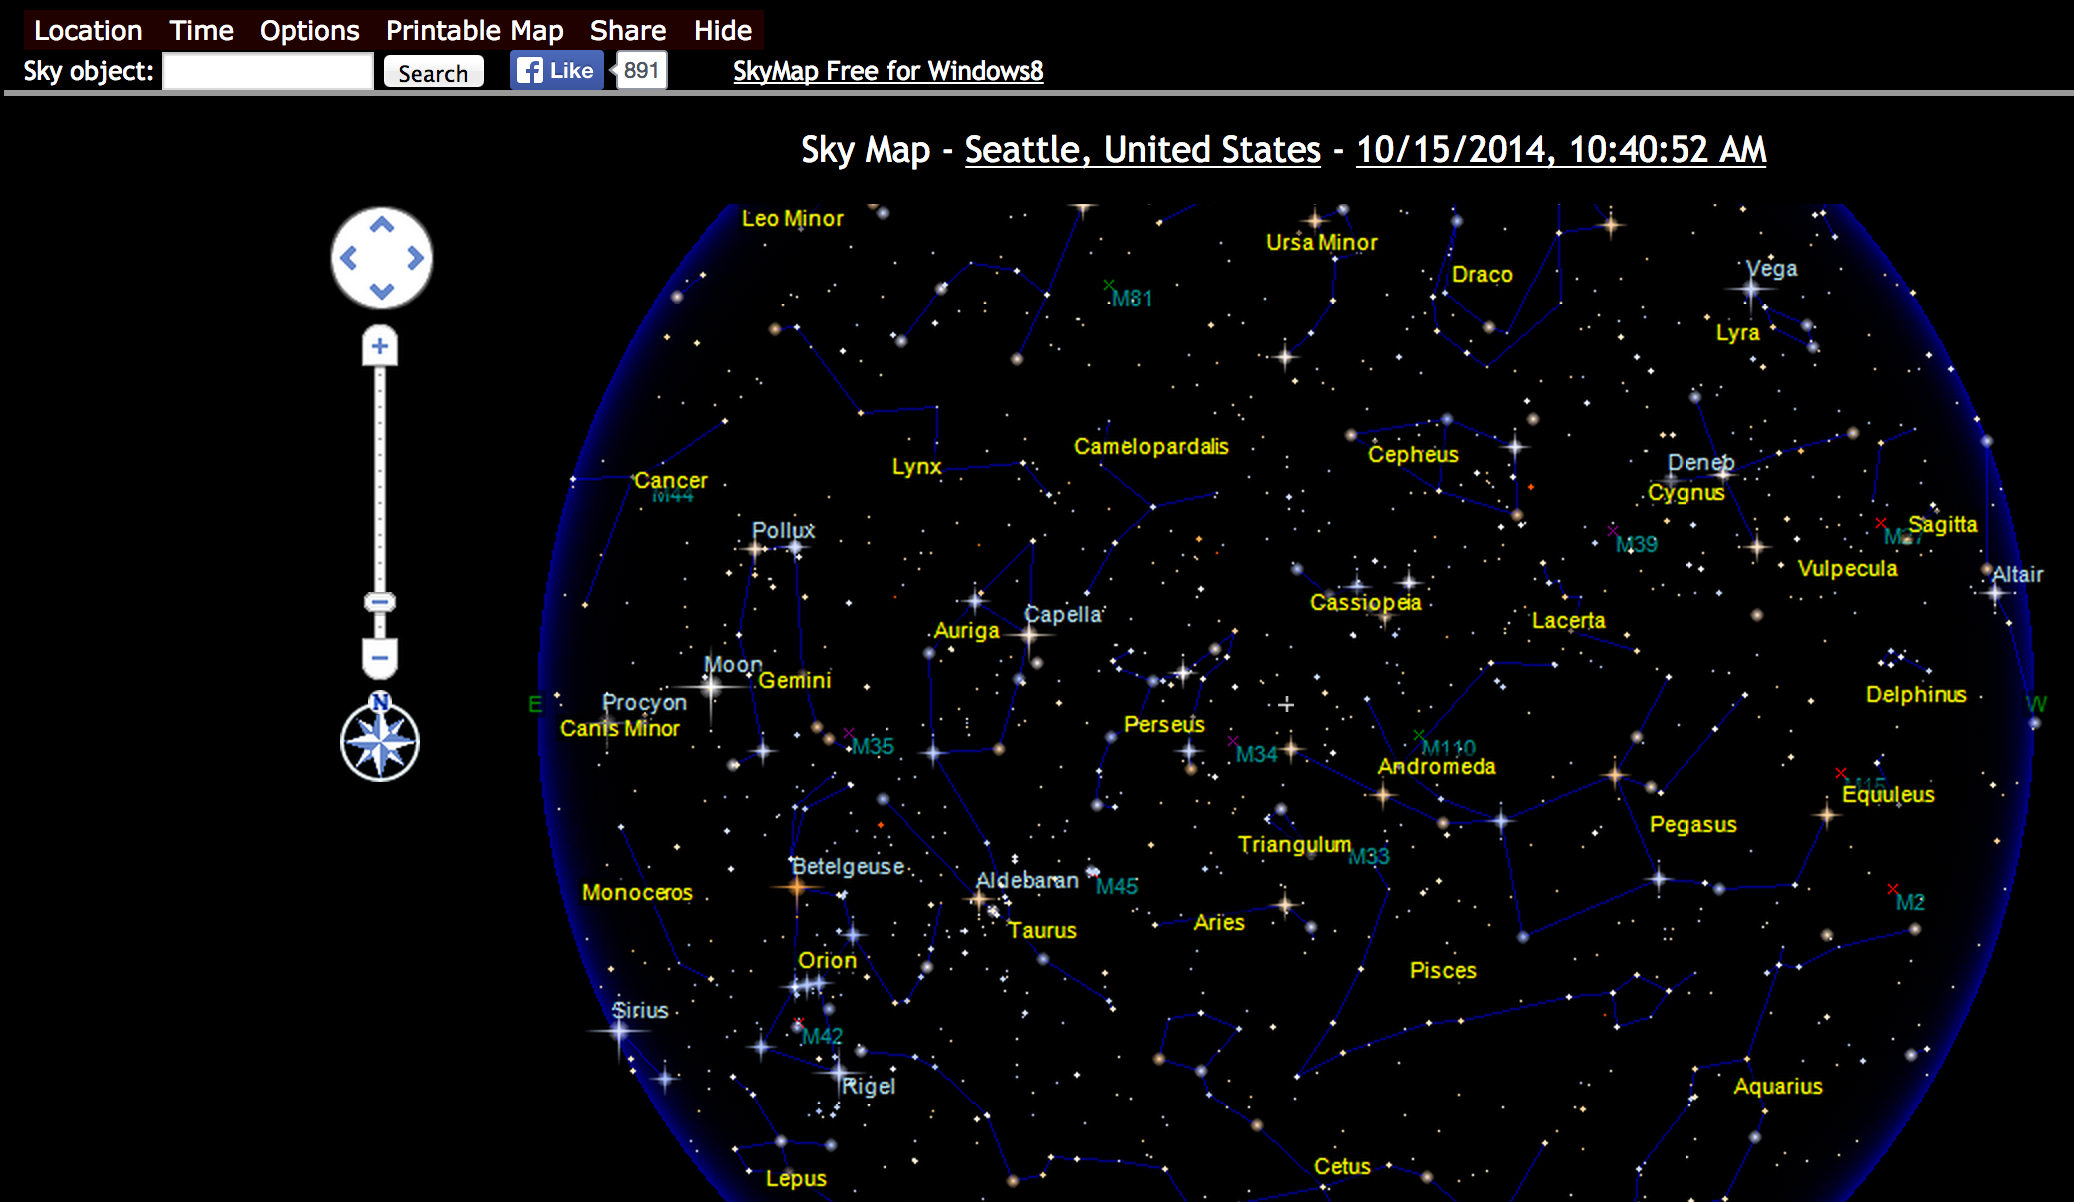 Location Time Options Printable Map Share Hide
Sky object: Search Like 891 SkyMap Free for Windows8
Sky Map - Seattle, United States - 10/15/2014, 10:40:52 AM
Leo Minor
Ursa Minor
Draco
Vega
M81
Lyra
Camelopardalis
Cepheus
Lynx
Deneb
Cancer
Cygnus
M44
Pollux
Sagitta
M39
Vulpecula
Altair
Cassiopeia
Capella
Lacerta
Auriga
Moon
Gemini
Delphinus
Procyon
E
W
Perseus
Canis Minor
M35
M34
M110
Andromeda
M15
Equuleus
Pegasus
Triangulum
M33
Betelgeuse
Aldebaran
M45
Monoceros
M2
Aries
Taurus
Orion
Pisces
Sirius
M42
Rigel
Aquarius
Cetus
Lepus
N